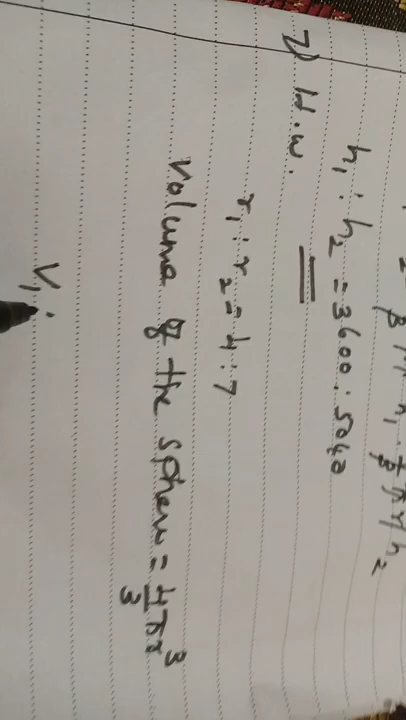 h₁ : h₂ = 3600 : 5040
7) H.W.
r₁ : r₂ = 4 : 7
Volume of the sphere = 4/3 πr³
V₁ :